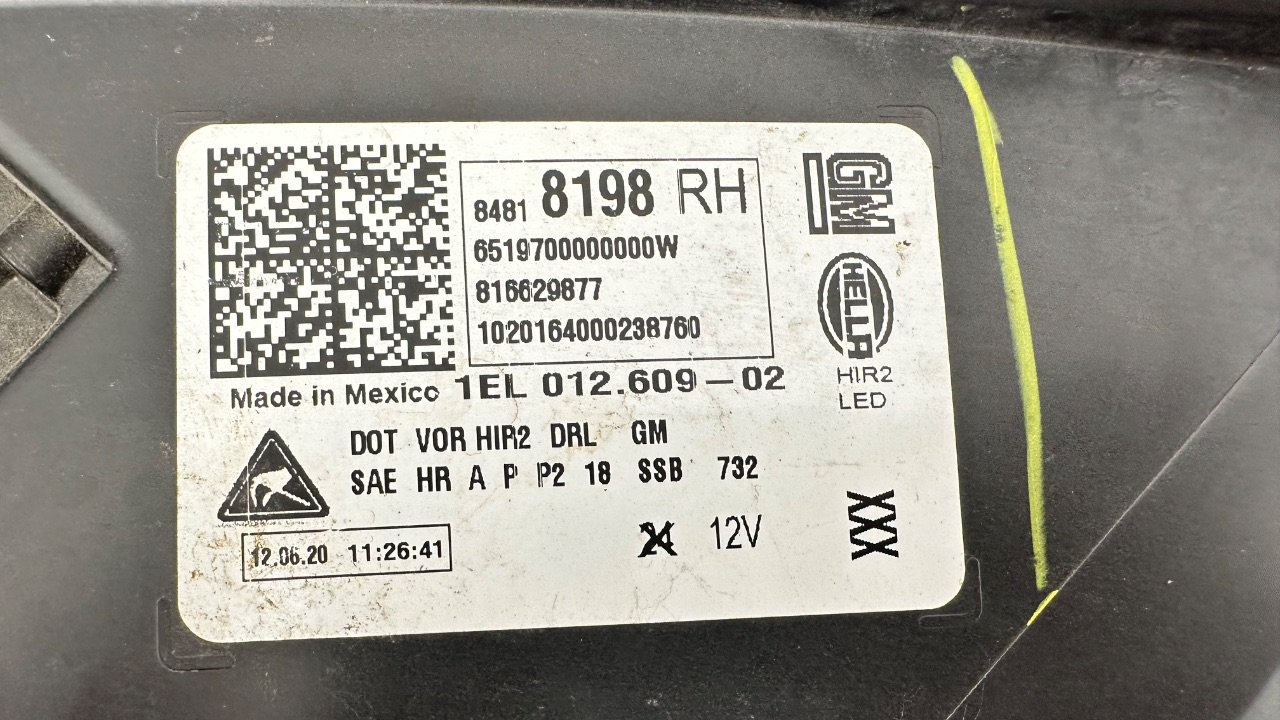 8481 8198 RH
6519700000000W
816629877
1020164000238760
GM
HELLA
HIR2
LED
Made in Mexico 1EL 012.609-02
DOT VOR HIR2 DRL GM
SAE HR A P P2 18 SSB 732
12.06.20 11:26:41
24 12V
XXX